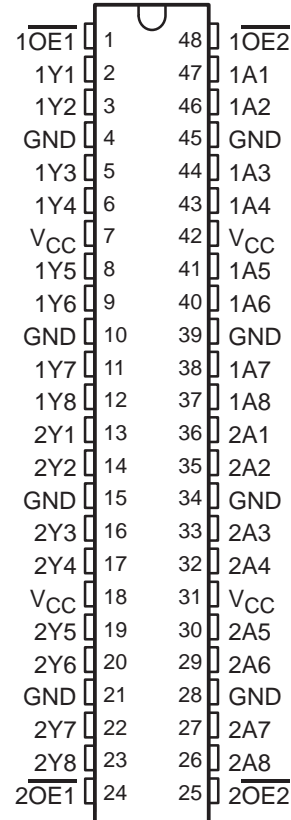 1OE1 1 48 1OE2
1Y1 2 47 1A1
1Y2 3 46 1A2
GND 4 45 GND
1Y3 5 44 1A3
1Y4 6 43 1A4
VCC 7 42 VCC
1Y5 8 41 1A5
1Y6 9 40 1A6
GND 10 39 GND
1Y7 11 38 1A7
1Y8 12 37 1A8
2Y1 13 36 2A1
2Y2 14 35 2A2
GND 15 34 GND
2Y3 16 33 2A3
2Y4 17 32 2A4
VCC 18 31 VCC
2Y5 19 30 2A5
2Y6 20 29 2A6
GND 21 28 GND
2Y7 22 27 2A7
2Y8 23 26 2A8
2OE1 24 25 2OE2